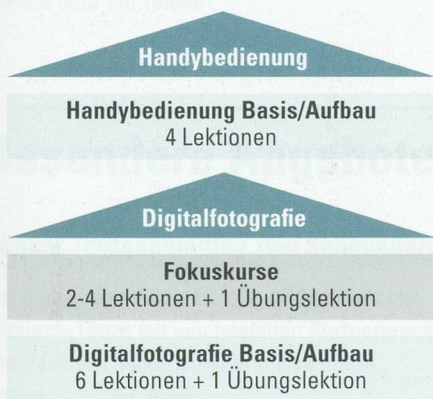 Handybedienung
Handybedienung Basis/Aufbau
4 Lektionen
Digitalfotografie
Fokuskurse
2-4 Lektionen + 1 Übungslektion
Digitalfotografie Basis/Aufbau
6 Lektionen + 1 Übungslektion